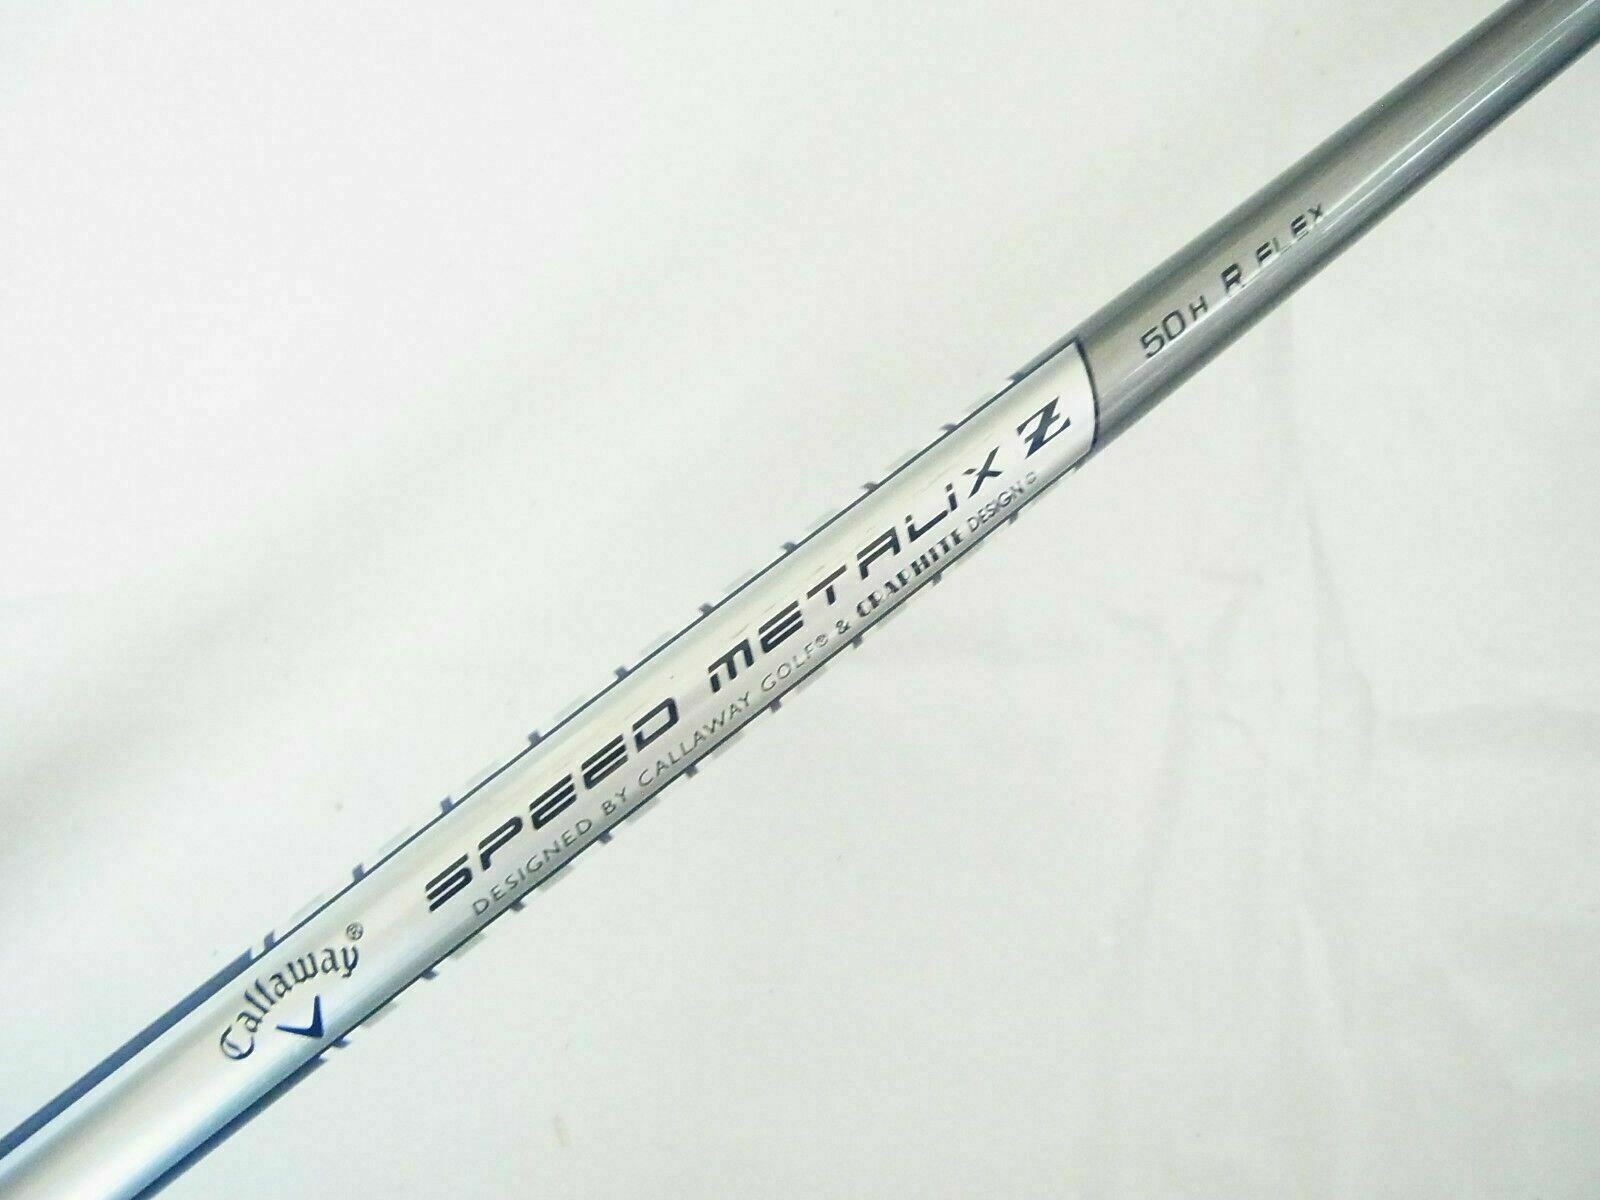 Callaway®
SPEED METALiX Z
DESIGNED BY CALLAWAY GOLF® & GRAPHITE DESIGN
50H R FLEX